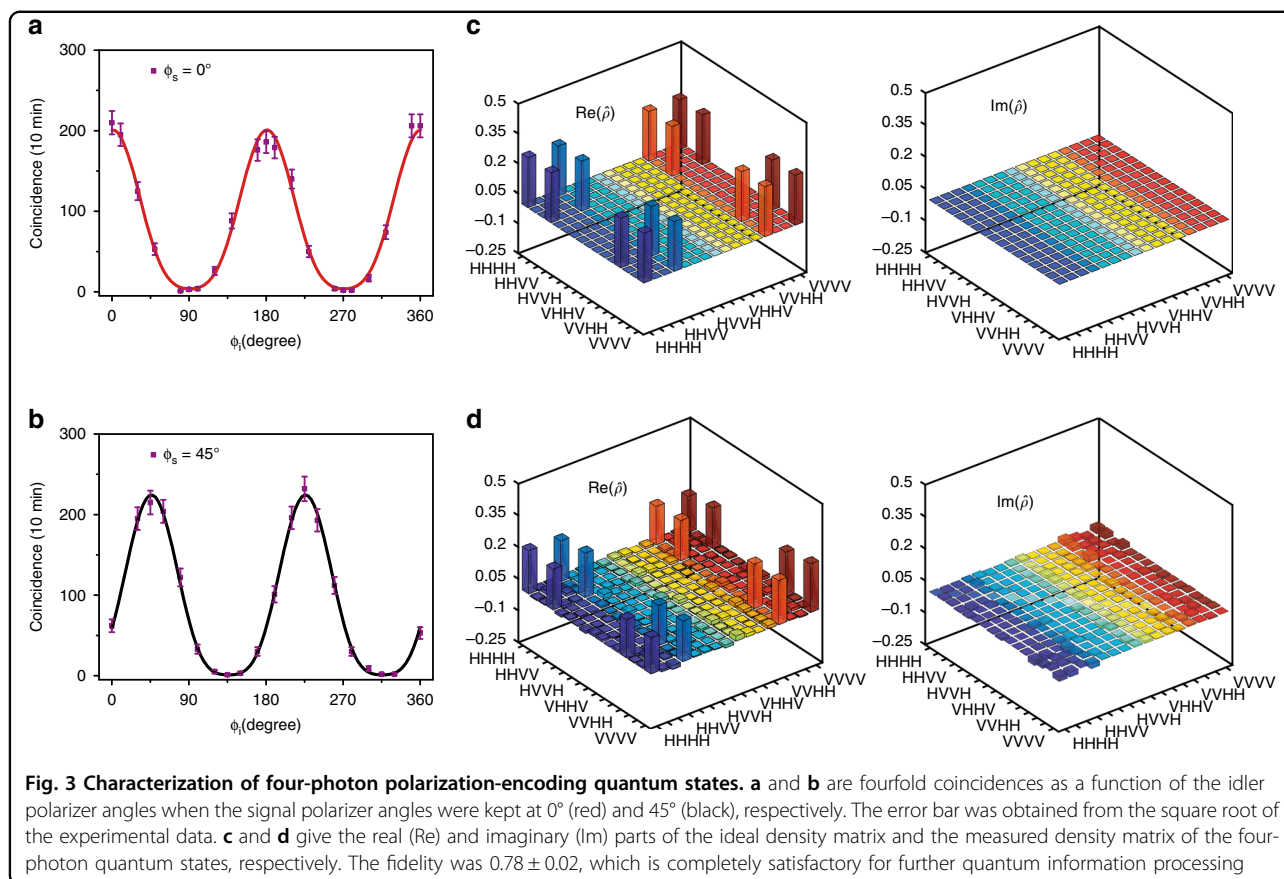 a
300
200
100
0
Coincidence (10 min)
ϕs = 0°
0 90 180 270 360
ϕi(degree)
b
300
200
100
0
Coincidence (10 min)
ϕs = 45°
0 90 180 270 360
ϕi(degree)
c
0.5
0.35
0.2
0.05
−0.1
−0.25
Re(ρ̂)
HHHH
HHVV
HVVH
VHHV
VVHH
VVVV
HHHH
HHVV
HVVH
VHHV
VVHH
VVVV
0.5
0.35
0.2
0.05
−0.1
−0.25
Im(ρ̂)
HHHH
HHVV
HVVH
VHHV
VVHH
VVVV
HHHH
HHVV
HVVH
VHHV
VVHH
VVVV
d
0.5
0.35
0.2
0.05
−0.1
−0.25
Re(ρ̂)
HHHH
HHVV
HVVH
VHHV
VVHH
VVVV
HHHH
HHVV
HVVH
VHHV
VVHH
VVVV
0.5
0.35
0.2
0.05
−0.1
−0.25
Im(ρ̂)
HHHH
HHVV
HVVH
VHHV
VVHH
VVVV
HHHH
HHVV
HVVH
VHHV
VVHH
VVVV
Fig. 3 Characterization of four-photon polarization-encoding quantum states. a and b are fourfold coincidences as a function of the idler
polarizer angles when the signal polarizer angles were kept at 0° (red) and 45° (black), respectively. The error bar was obtained from the square root of
the experimental data. c and d give the real (Re) and imaginary (Im) parts of the ideal density matrix and the measured density matrix of the four-
photon quantum states, respectively. The fidelity was 0.78 ± 0.02, which is completely satisfactory for further quantum information processing